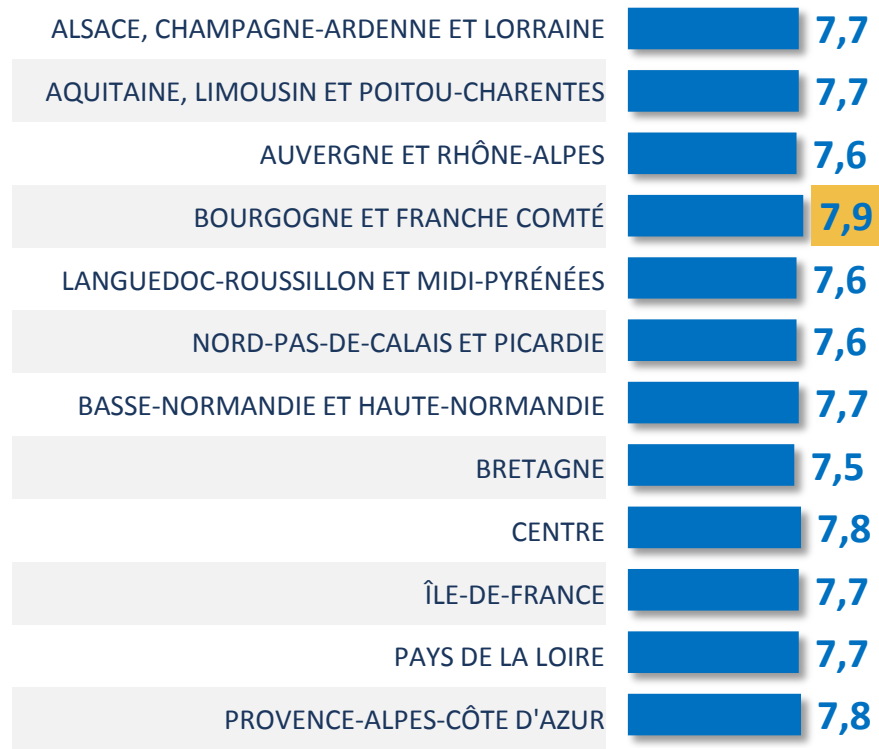 ALSACE, CHAMPAGNE-ARDENNE ET LORRAINE 7,7
AQUITAINE, LIMOUSIN ET POITOU-CHARENTES 7,7
AUVERGNE ET RHÔNE-ALPES 7,6
BOURGOGNE ET FRANCHE COMTÉ 7,9
LANGUEDOC-ROUSSILLON ET MIDI-PYRÉNÉES 7,6
NORD-PAS-DE-CALAIS ET PICARDIE 7,6
BASSE-NORMANDIE ET HAUTE-NORMANDIE 7,7
BRETAGNE 7,5
CENTRE 7,8
ÎLE-DE-FRANCE 7,7
PAYS DE LA LOIRE 7,7
PROVENCE-ALPES-CÔTE D'AZUR 7,8